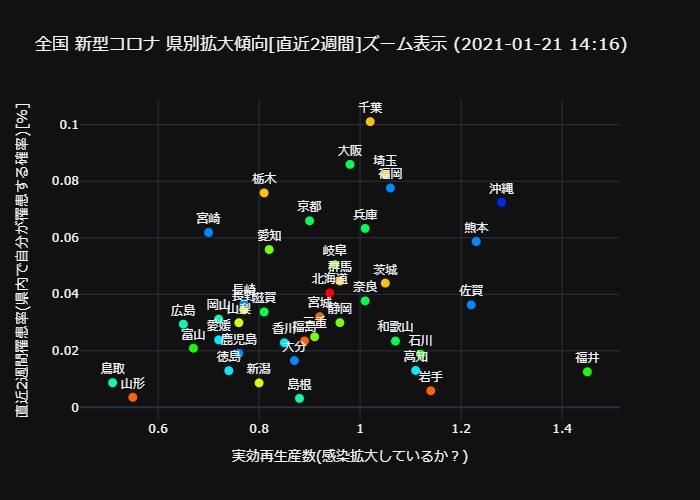 全国 新型コロナ 県別拡大傾向[直近2週間]ズーム表示 (2021-01-21 14:16)
直近2週間罹患率(県内で自分が罹患する確率)[%]
0.1
0.08
0.06
0.04
0.02
0
千葉
大阪
埼玉
福岡
栃木
沖縄
京都
兵庫
宮崎
熊本
愛知
岐阜
群馬
北海道
茨城
奈良
長崎
滋賀
佐賀
広島
岡山
山梨
宮城
静岡
愛媛
香川
福島
三重
和歌山
富山
鹿児島
大分
石川
徳島
新潟
高知
福井
鳥取
山形
島根
岩手
0.6
0.8
1
1.2
1.4
実効再生産数(感染拡大しているか？)